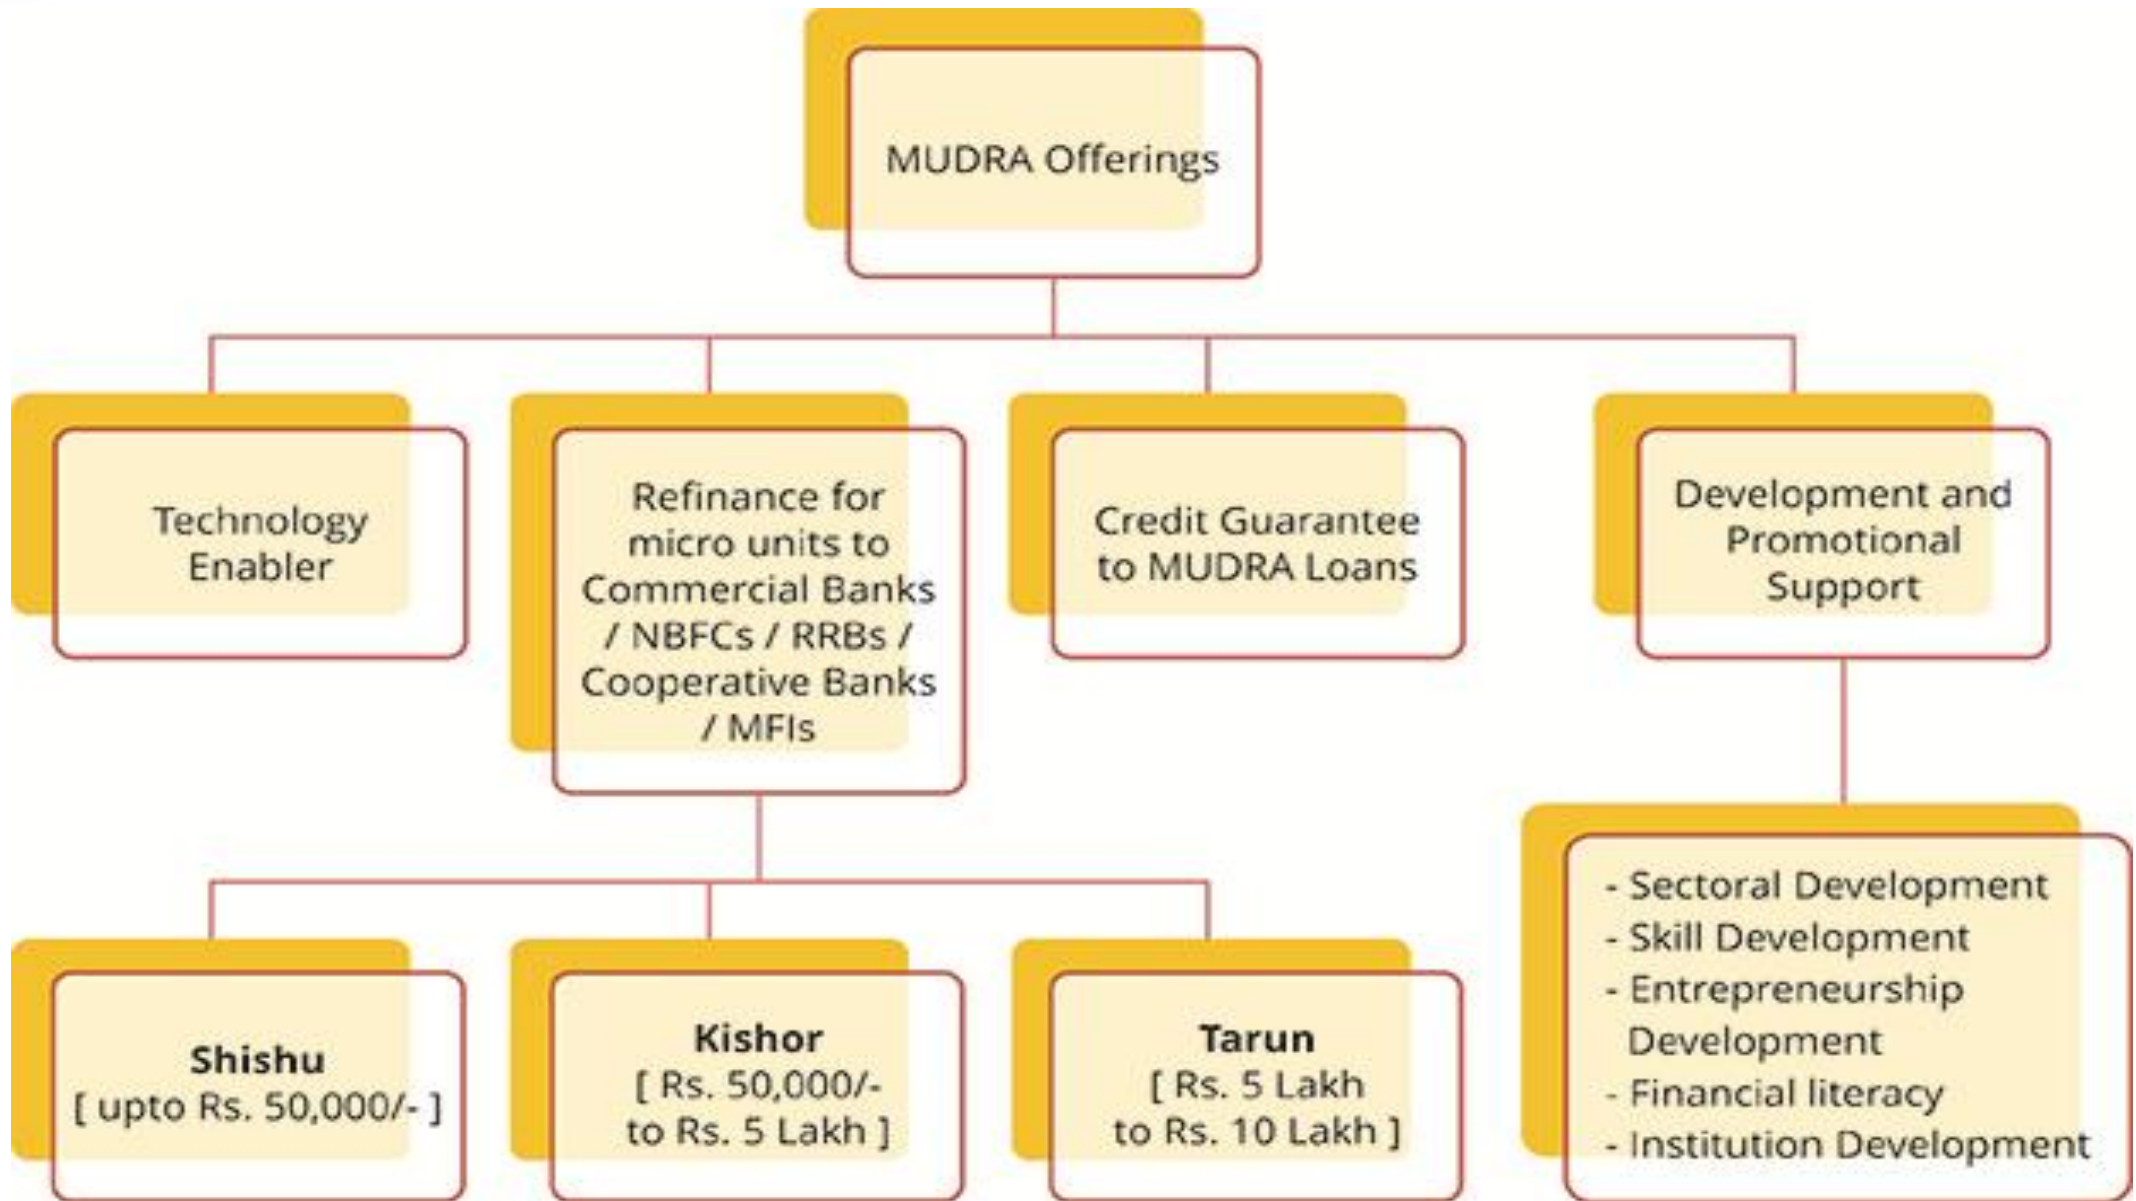 MUDRA Offerings
Technology
Enabler
Refinance for
micro units to
Commercial Banks
/ NBFCs / RRBs /
Cooperative Banks
/ MFIs
Credit Guarantee
to MUDRA Loans
Development and
Promotional
Support
Shishu
[ upto Rs. 50,000/- ]
Kishor
[ Rs. 50,000/-
to Rs. 5 Lakh ]
Tarun
[ Rs. 5 Lakh
to Rs. 10 Lakh ]
- Sectoral Development
- Skill Development
- Entrepreneurship
Development
- Financial literacy
- Institution Development